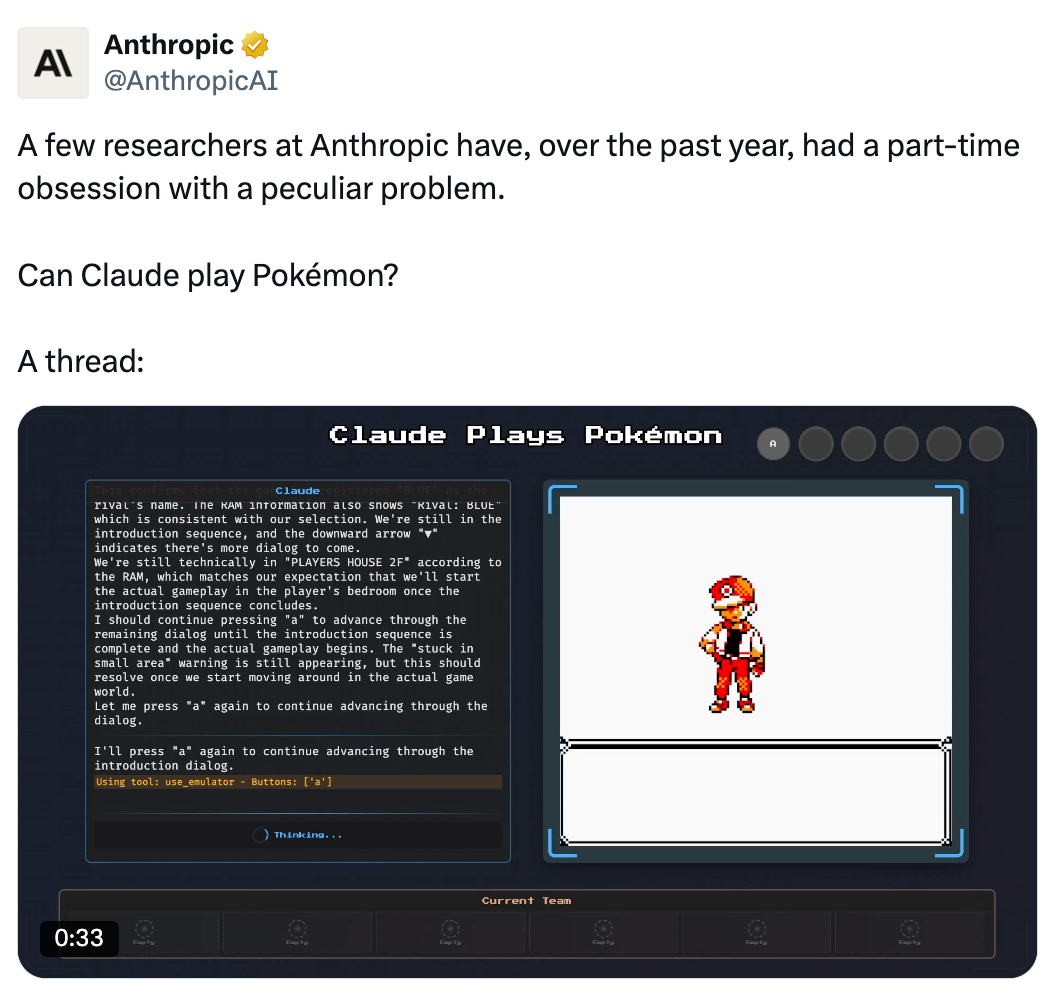 Anthropic
@AnthropicAI
A few researchers at Anthropic have, over the past year, had a part-time
obsession with a peculiar problem.
Can Claude play Pokémon?
A thread:
Claude Plays Pokémon
A
Claude
rival's name. The RAM information also shows "Rival: BLUE"
which is consistent with our selection. We're still in the
introduction sequence, and the downward arrow "▼"
indicates there's more dialog to come.
We're still technically in "PLAYERS HOUSE 2F" according to
the RAM, which matches our expectation that we'll start
the actual gameplay in the player's bedroom once the
introduction sequence concludes.
I should continue pressing "a" to advance through the
remaining dialog until the introduction sequence is
complete and the actual gameplay begins. The "stuck in
small area" warning is still appearing, but this should
resolve once we start moving around in the actual game
world.
Let me press "a" again to continue advancing through the
dialog.
I'll press "a" again to continue advancing through the
introduction dialog.
Using tool: use_emulator - Buttons: ['a']
Thinking...
Current Team
Empty
Empty
Empty
Empty
Empty
Empty
0:33